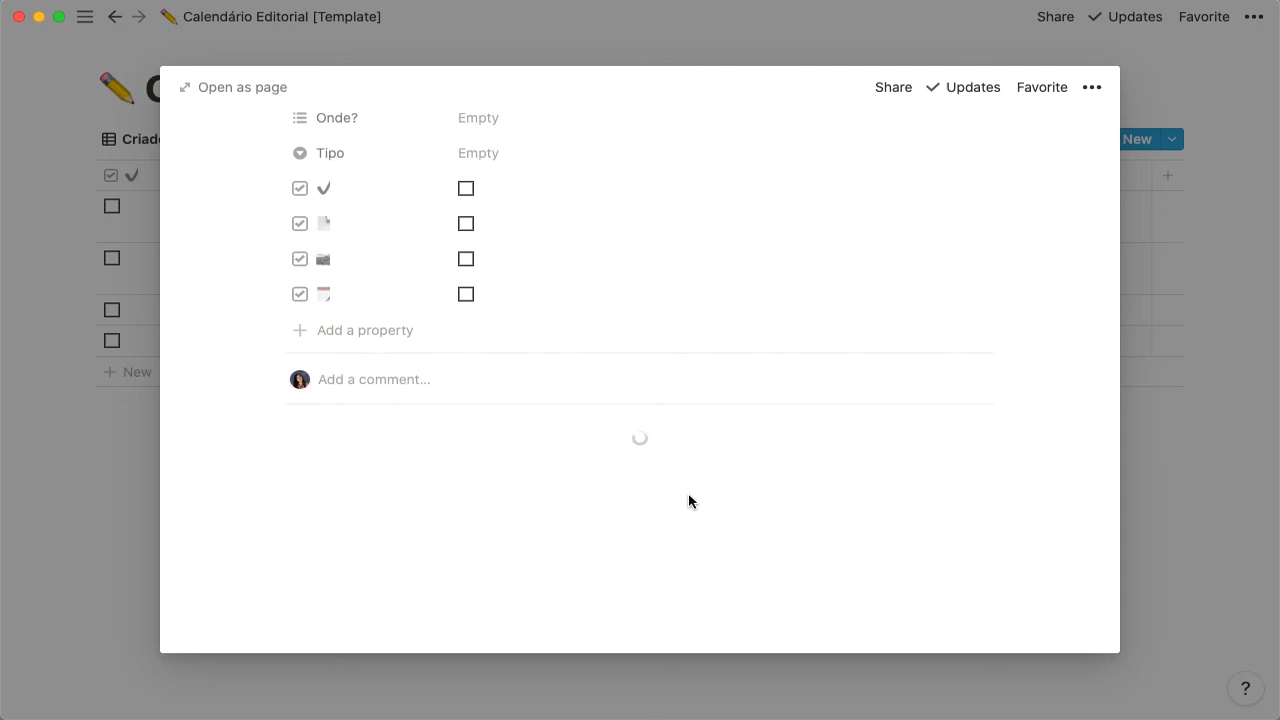 Calendário Editorial [Template]
Share Updates Favorite
Open as page
Share Updates Favorite
Onde? Empty
Tipo Empty
Add a property
Add a comment...
New
New
?